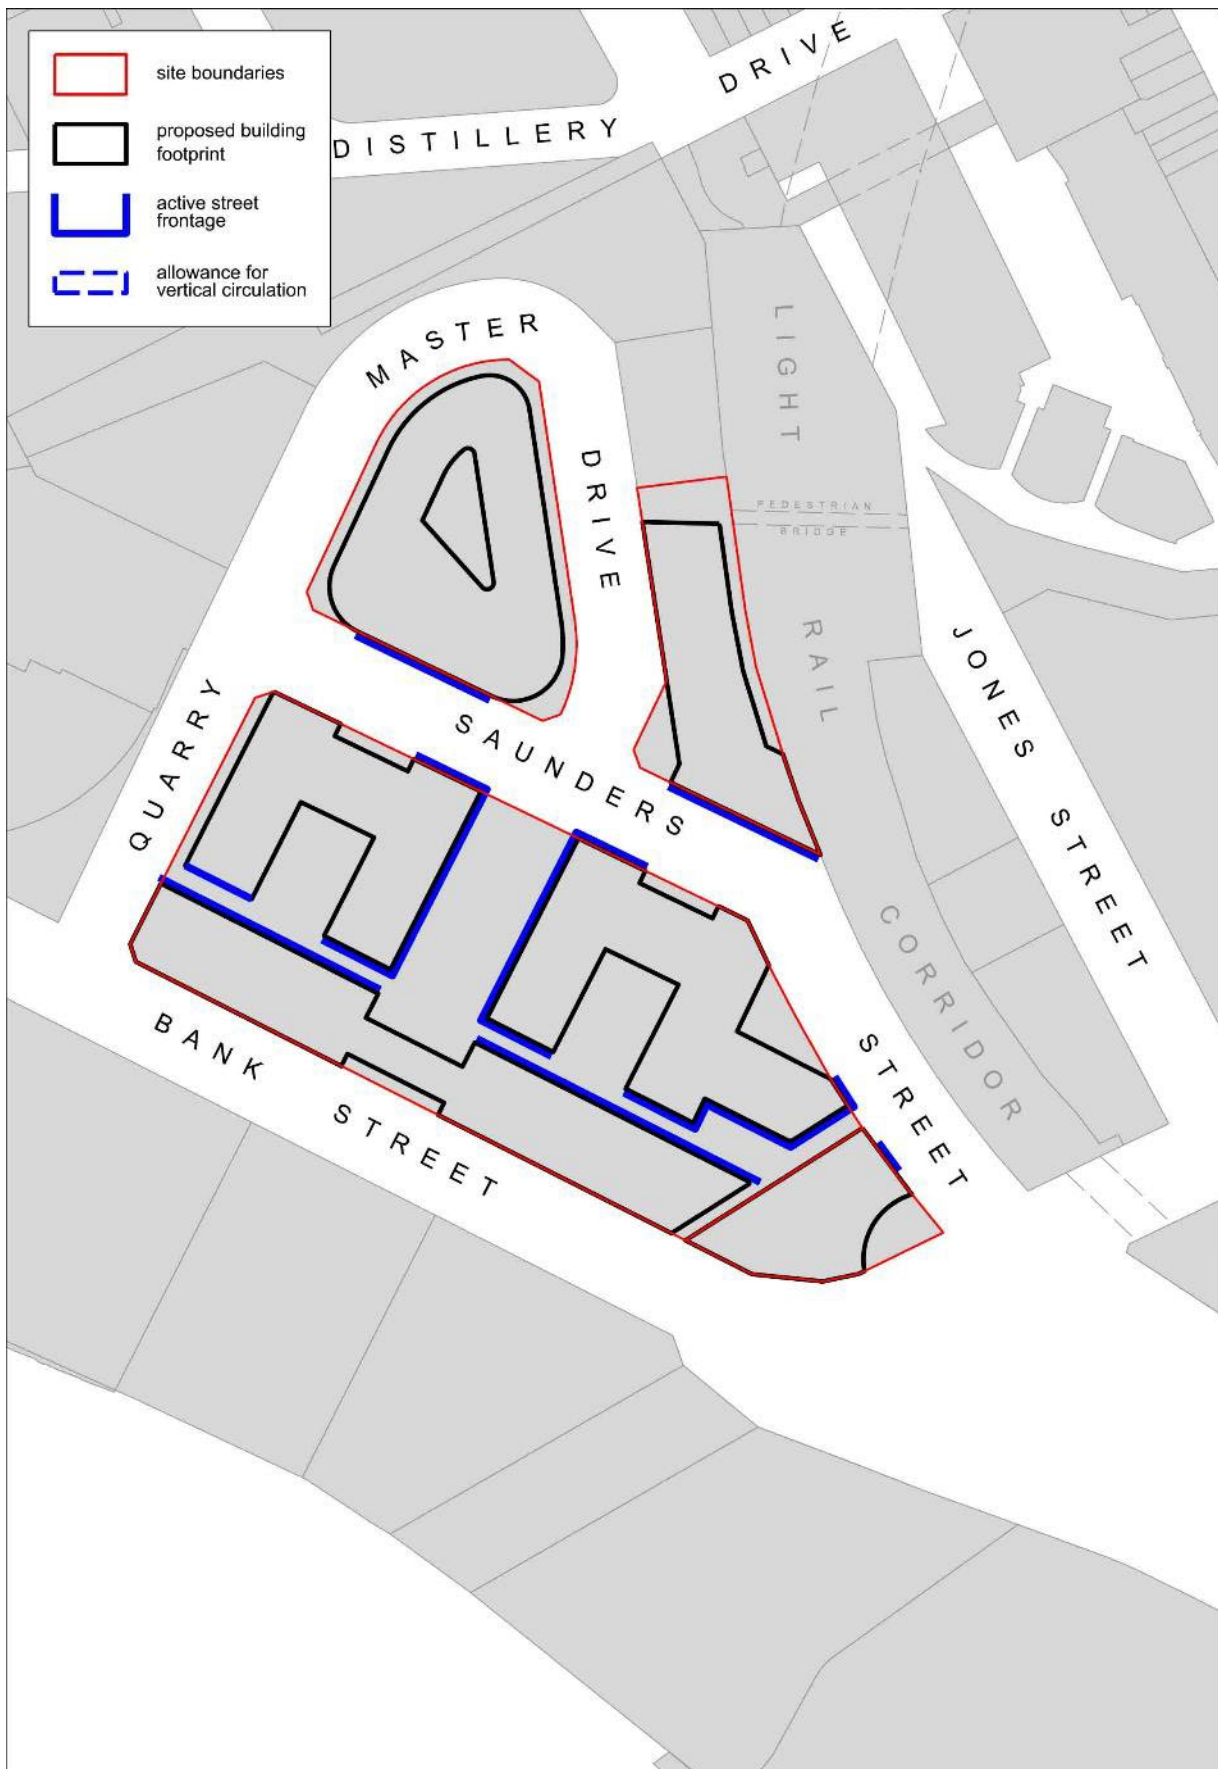 site boundaries
proposed building
footprint
active street
frontage
allowance for
vertical circulation
DISTILLERY DRIVE
QUARRY MASTER DRIVE
LIGHT RAIL CORRIDOR
PEDESTRIAN
BRIDGE
JONES STREET
SAUNDERS STREET
BANK STREET